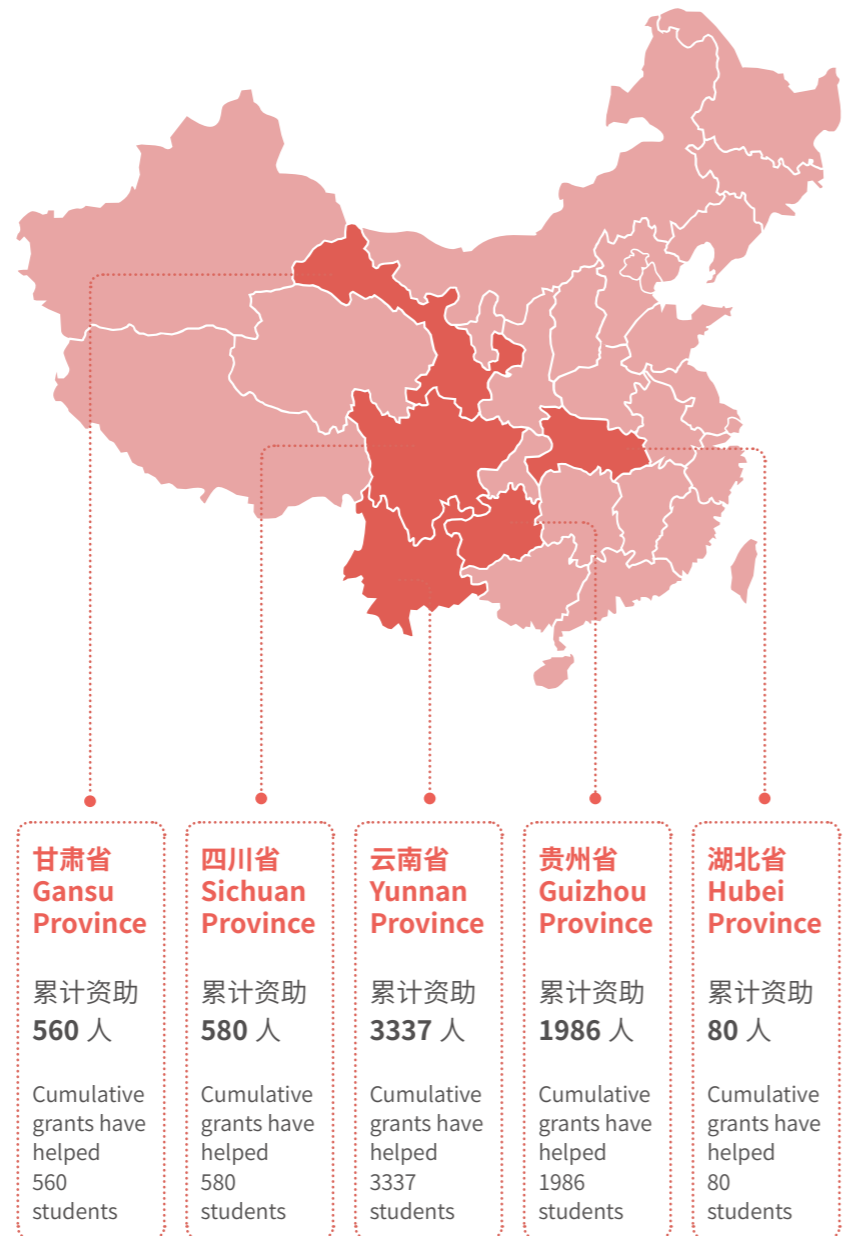 甘肃省
Gansu
Province
累计资助
560 人
Cumulative
grants have
helped
560
students
四川省
Sichuan
Province
累计资助
580 人
Cumulative
grants have
helped
580
students
云南省
Yunnan
Province
累计资助
3337 人
Cumulative
grants have
helped
3337
students
贵州省
Guizhou
Province
累计资助
1986 人
Cumulative
grants have
helped
1986
students
湖北省
Hubei
Province
累计资助
80 人
Cumulative
grants have
helped
80
students